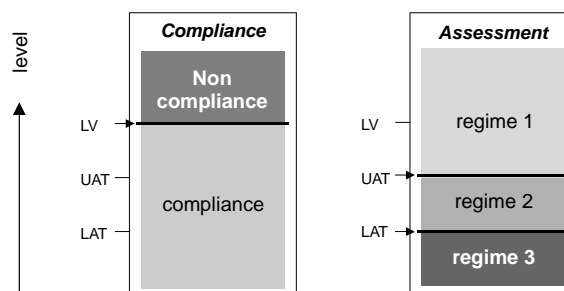 level
Compliance
Non
compliance
LV
UAT
compliance
LAT
Assessment
LV
regime 1
UAT
regime 2
LAT
regime 3